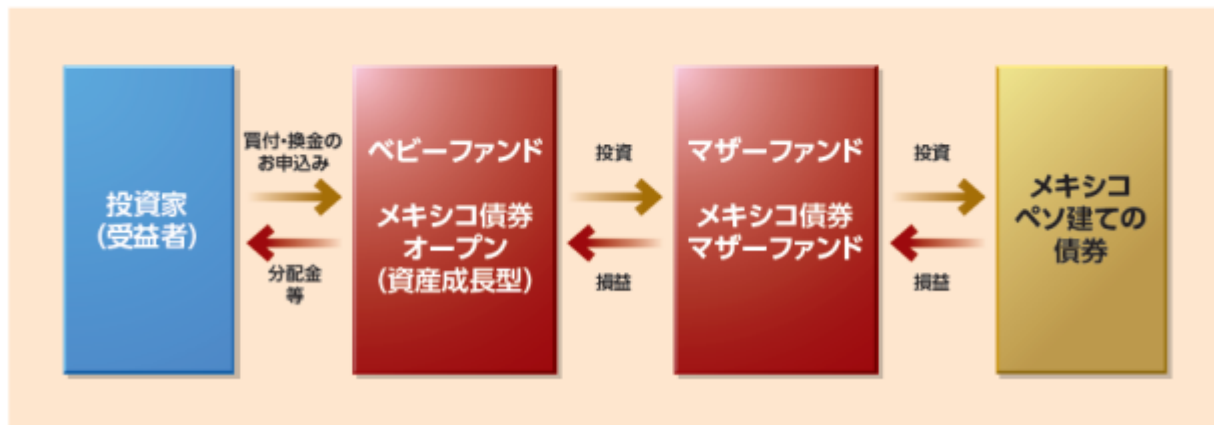 投資家
(受益者)
買付・換金の
お申込み
分配金
等
ベビーファンド
メキシコ債券
オープン
(資産成長型)
投資
損益
マザーファンド
メキシコ債券
マザーファンド
投資
損益
メキシコ
ペソ建ての
債券